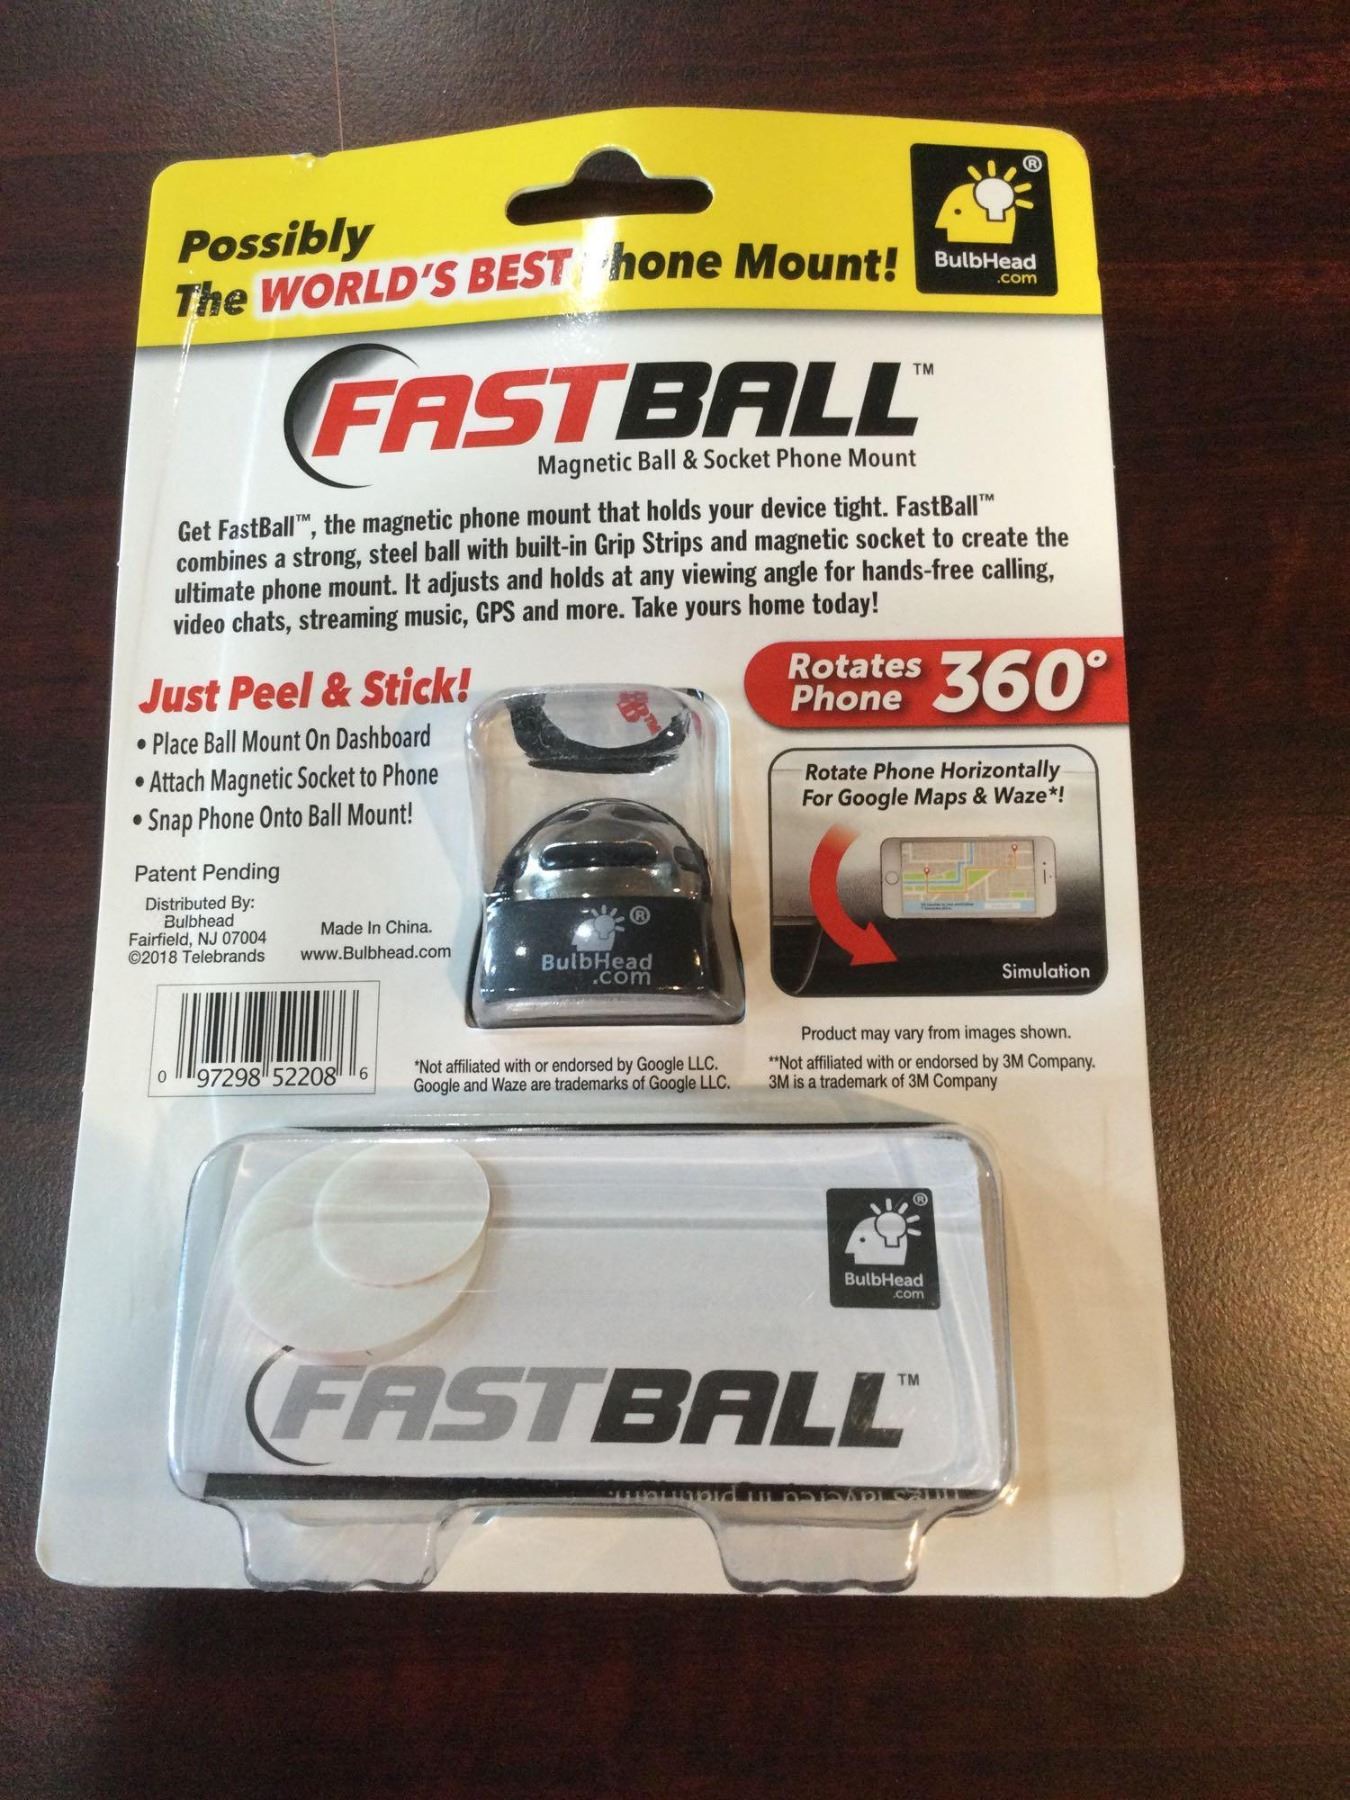 Possibly
The WORLD'S BEST Phone Mount!
®
BulbHead
.com
FASTBALL™
Magnetic Ball & Socket Phone Mount
Get FastBall™, the magnetic phone mount that holds your device tight. FastBall™
combines a strong, steel ball with built-in Grip Strips and magnetic socket to create the
ultimate phone mount. It adjusts and holds at any viewing angle for hands-free calling,
video chats, streaming music, GPS and more. Take yours home today!
Just Peel & Stick!
• Place Ball Mount On Dashboard
• Attach Magnetic Socket to Phone
• Snap Phone Onto Ball Mount!
Rotates
Phone 360°
Rotate Phone Horizontally
For Google Maps & Waze*!
Simulation
Patent Pending
Distributed By:
Bulbhead
Fairfield, NJ 07004
©2018 Telebrands
Made In China.
www.Bulbhead.com
®
BulbHead
.com
0 97298 52208 6
*Not affiliated with or endorsed by Google LLC.
Google and Waze are trademarks of Google LLC.
Product may vary from images shown.
**Not affiliated with or endorsed by 3M Company.
3M is a trademark of 3M Company
®
BulbHead
.com
FASTBALL™
layered in platinum.